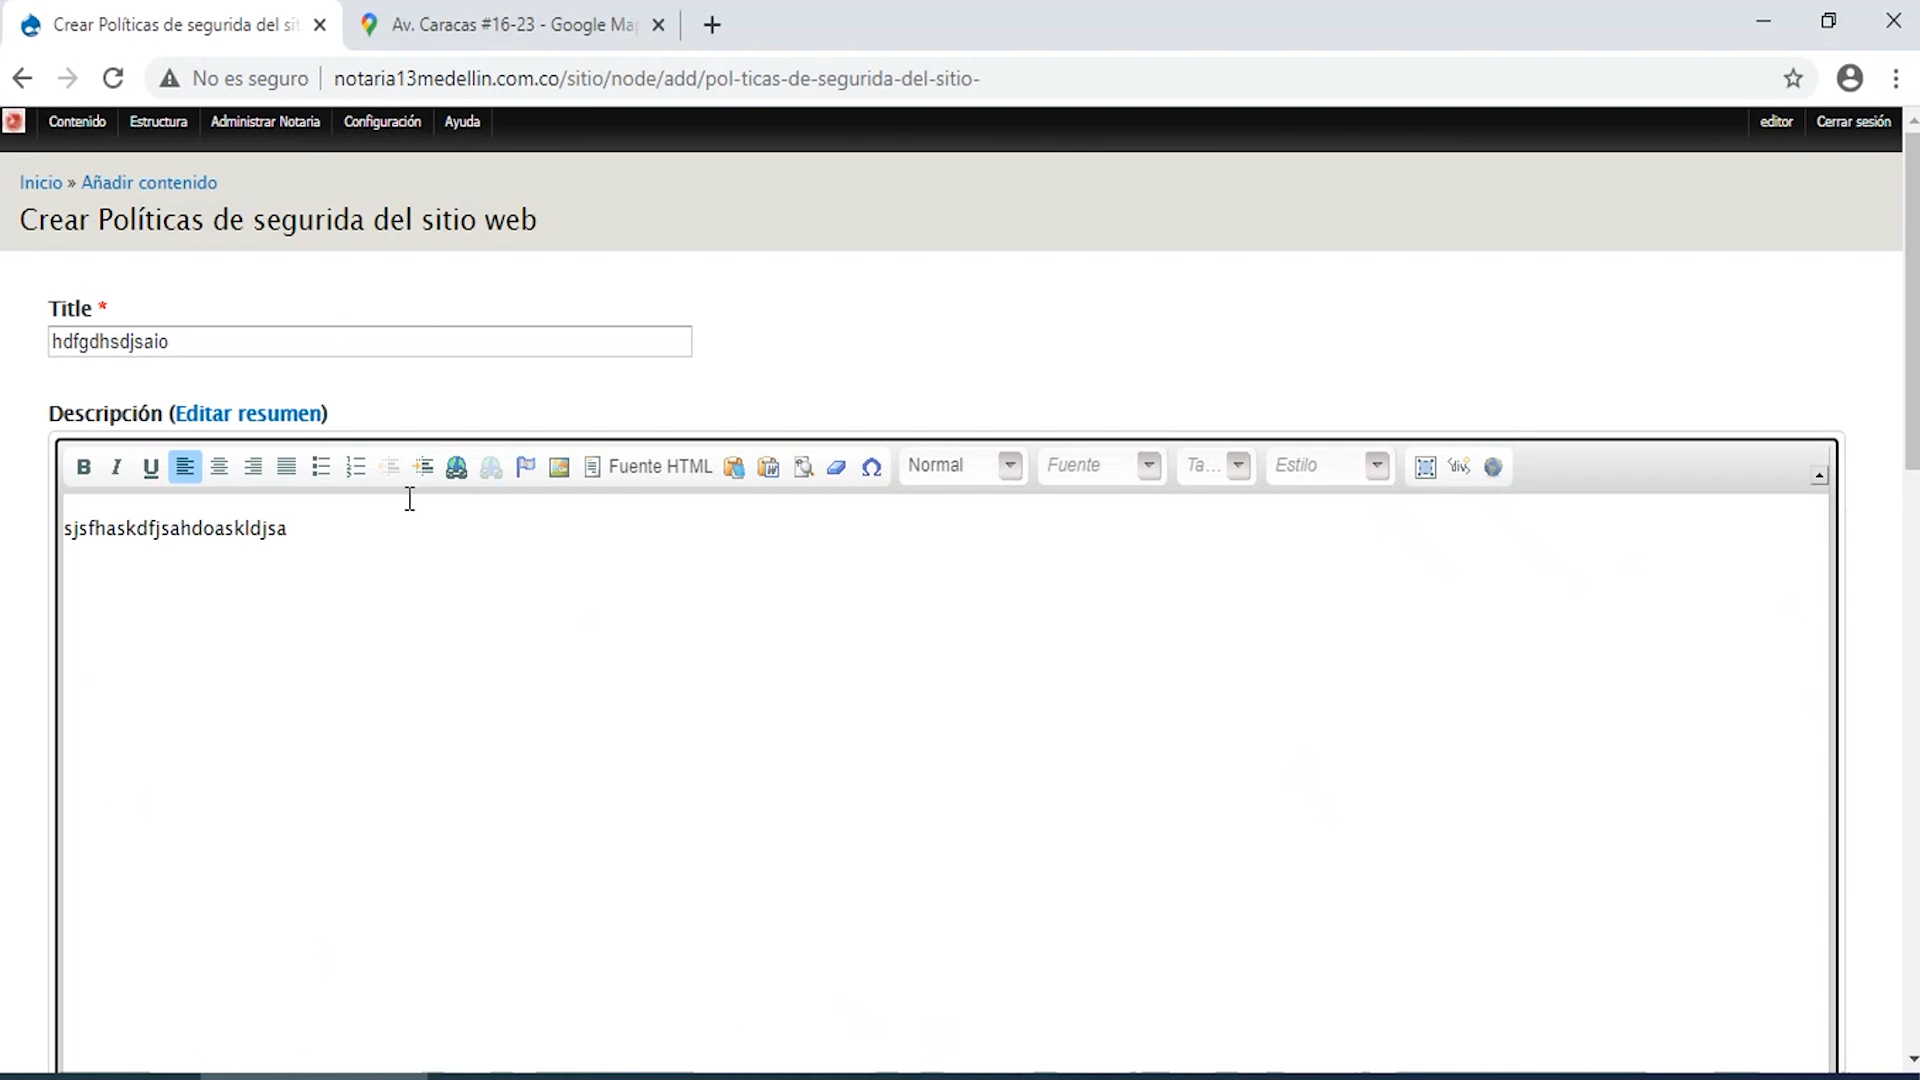 Crear Políticas de segurida del sit
Av. Caracas #16-23 - Google Map
No es seguro
notaria13medellin.com.co/sitio/node/add/pol-ticas-de-segurida-del-sitio-
Contenido Estructura Administrar Notaria Configuración Ayuda editor Cerrar sesión
Inicio » Añadir contenido
Crear Políticas de segurida del sitio web
Title *
hdfgdhsdjsaio
Descripción (Editar resumen)
B I U Fuente HTML Normal Fuente Ta... Estilo
sjsfhaskdfjsahdoaskldjsa